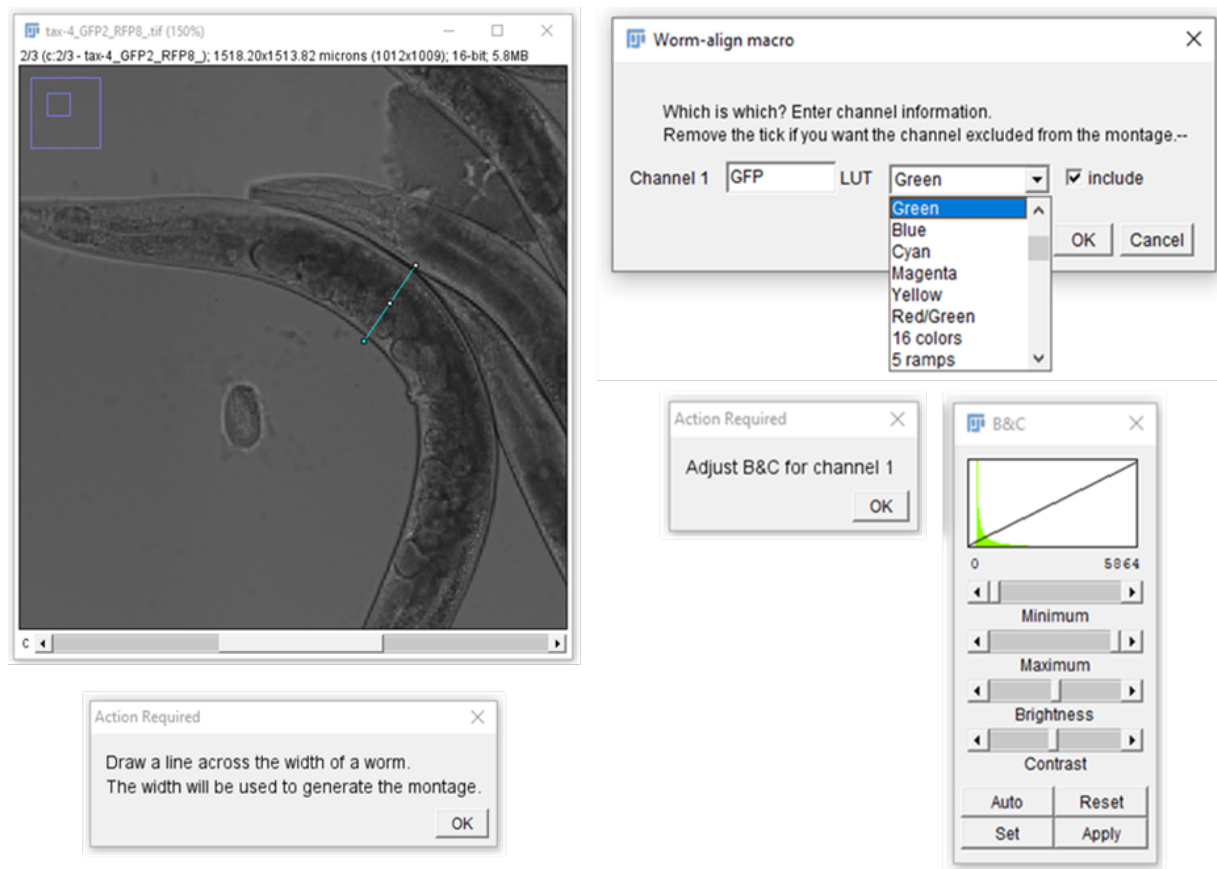 tax-4_GFP2_RFP8_.tif (150%)
2/3 (c:2/3 - tax-4_GFP2_RFP8_); 1518.20x1513.82 microns (1012x1009); 16-bit; 5.8MB
c
Action Required
Draw a line across the width of a worm.
The width will be used to generate the montage.
OK
Worm-align macro
Which is which? Enter channel information.
Remove the tick if you want the channel excluded from the montage.--
Channel 1 GFP LUT Green include
Green
Blue
Cyan
Magenta
Yellow
Red/Green
16 colors
5 ramps
OK Cancel
Action Required
Adjust B&C for channel 1
OK
B&C
0 5864
Minimum
Maximum
Brightness
Contrast
Auto Reset
Set Apply